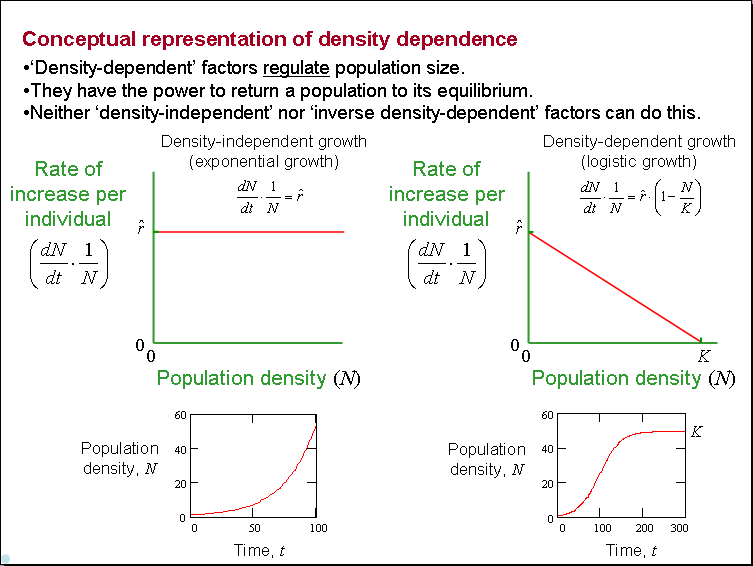 Conceptual representation of density dependence
•‘Density-dependent’ factors regulate population size.
•They have the power to return a population to its equilibrium.
•Neither ‘density-independent’ nor ‘inverse density-dependent’ factors can do this.
Density-independent growth
(exponential growth)
dN/dt · 1/N = r̂
Rate of
increase per
individual
(dN/dt · 1/N)
r̂
0
0
Population density (N)
Density-dependent growth
(logistic growth)
dN/dt · 1/N = r̂ · (1 − N/K)
Rate of
increase per
individual
(dN/dt · 1/N)
r̂
0
0
K
Population density (N)
Population
density, N
60
40
20
0
0 50 100
Time, t
Population
density, N
60
40
20
0
K
0 100 200 300
Time, t